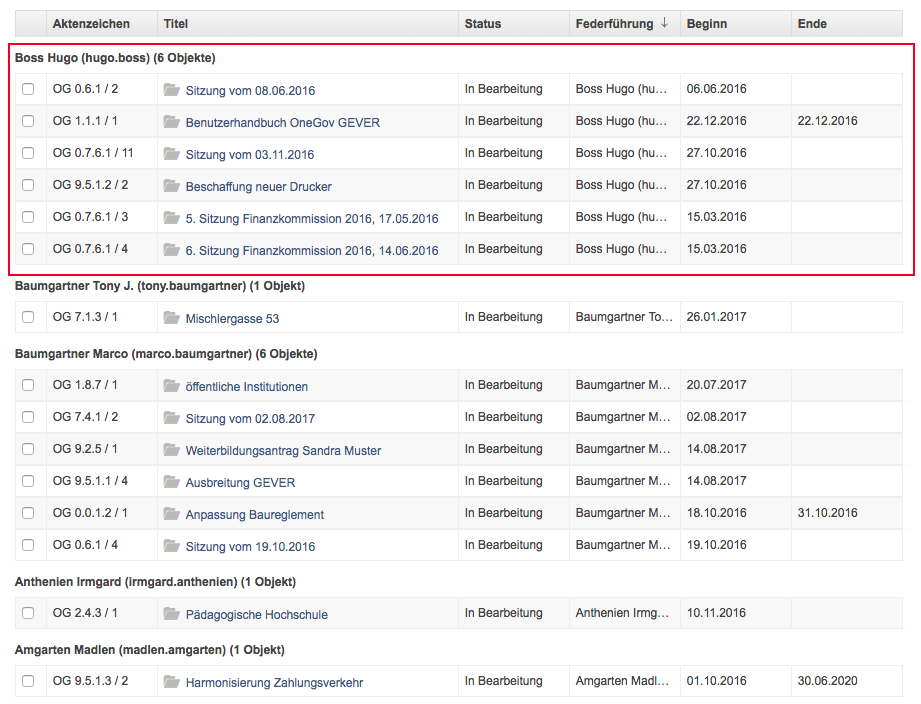 Aktenzeichen Titel Status Federführung ↓ Beginn Ende
Boss Hugo (hugo.boss) (6 Objekte)
OG 0.6.1 / 2 Sitzung vom 08.06.2016 In Bearbeitung Boss Hugo (hu… 06.06.2016
OG 1.1.1 / 1 Benutzerhandbuch OneGov GEVER In Bearbeitung Boss Hugo (hu… 22.12.2016 22.12.2016
OG 0.7.6.1 / 11 Sitzung vom 03.11.2016 In Bearbeitung Boss Hugo (hu… 27.10.2016
OG 9.5.1.2 / 2 Beschaffung neuer Drucker In Bearbeitung Boss Hugo (hu… 27.10.2016
OG 0.7.6.1 / 3 5. Sitzung Finanzkommission 2016, 17.05.2016 In Bearbeitung Boss Hugo (hu… 15.03.2016
OG 0.7.6.1 / 4 6. Sitzung Finanzkommission 2016, 14.06.2016 In Bearbeitung Boss Hugo (hu… 15.03.2016
Baumgartner Tony J. (tony.baumgartner) (1 Objekt)
OG 7.1.3 / 1 Mischlergasse 53 In Bearbeitung Baumgartner To… 26.01.2017
Baumgartner Marco (marco.baumgartner) (6 Objekte)
OG 1.8.7 / 1 öffentliche Institutionen In Bearbeitung Baumgartner M… 20.07.2017
OG 7.4.1 / 2 Sitzung vom 02.08.2017 In Bearbeitung Baumgartner M… 02.08.2017
OG 9.2.5 / 1 Weiterbildungsantrag Sandra Muster In Bearbeitung Baumgartner M… 14.08.2017
OG 9.5.1.1 / 4 Ausbreitung GEVER In Bearbeitung Baumgartner M… 14.08.2017
OG 0.0.1.2 / 1 Anpassung Baureglement In Bearbeitung Baumgartner M… 18.10.2016 31.10.2016
OG 0.6.1 / 4 Sitzung vom 19.10.2016 In Bearbeitung Baumgartner M… 19.10.2016
Anthenien Irmgard (irmgard.anthenien) (1 Objekt)
OG 2.4.3 / 1 Pädagogische Hochschule In Bearbeitung Anthenien Irmg… 10.11.2016
Amgarten Madlen (madlen.amgarten) (1 Objekt)
OG 9.5.1.3 / 2 Harmonisierung Zahlungsverkehr In Bearbeitung Amgarten Madl… 01.10.2016 30.06.2020